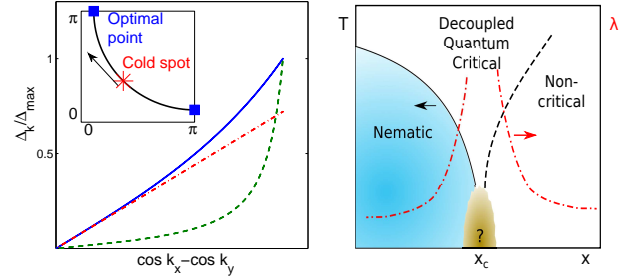 π
Optimal
point
Cold spot
0
0
π
1
0.5
Δk/Δmax
cos kx−cos ky
T
Decoupled
Quantum
Critical
λ
Non-
critical
Nematic
?
xc
x